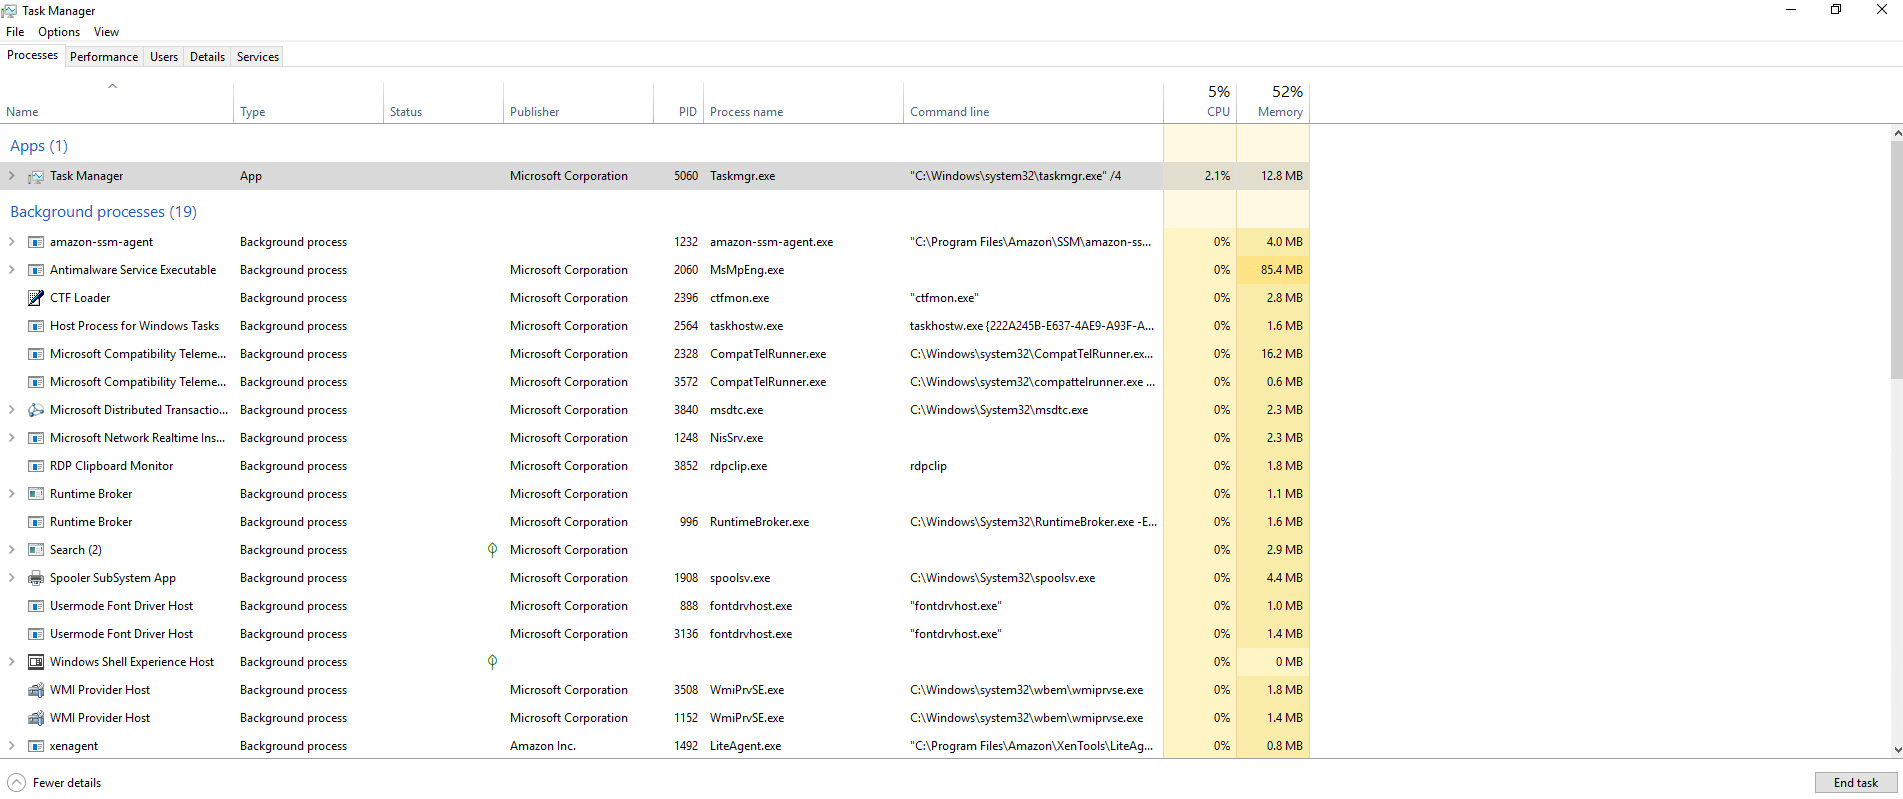 Task Manager
File Options View
Processes Performance Users Details Services
5% 52%
Name Type Status Publisher PID Process name Command line CPU Memory
Apps (1)
Task Manager App Microsoft Corporation 5060 Taskmgr.exe "C:\Windows\system32\taskmgr.exe" /4 2.1% 12.8 MB
Background processes (19)
amazon-ssm-agent Background process 1232 amazon-ssm-agent.exe "C:\Program Files\Amazon\SSM\amazon-ss... 0% 4.0 MB
Antimalware Service Executable Background process Microsoft Corporation 2060 MsMpEng.exe 0% 85.4 MB
CTF Loader Background process Microsoft Corporation 2396 ctfmon.exe "ctfmon.exe" 0% 2.8 MB
Host Process for Windows Tasks Background process Microsoft Corporation 2564 taskhostw.exe taskhostw.exe {222A245B-E637-4AE9-A93F-A... 0% 1.6 MB
Microsoft Compatibility Teleme... Background process Microsoft Corporation 2328 CompatTelRunner.exe C:\Windows\system32\CompatTelRunner.ex... 0% 16.2 MB
Microsoft Compatibility Teleme... Background process Microsoft Corporation 3572 CompatTelRunner.exe C:\Windows\system32\compattelrunner.exe ... 0% 0.6 MB
Microsoft Distributed Transactio... Background process Microsoft Corporation 3840 msdtc.exe C:\Windows\System32\msdtc.exe 0% 2.3 MB
Microsoft Network Realtime Ins... Background process Microsoft Corporation 1248 NisSrv.exe 0% 2.3 MB
RDP Clipboard Monitor Background process Microsoft Corporation 3852 rdpclip.exe rdpclip 0% 1.8 MB
Runtime Broker Background process Microsoft Corporation 0% 1.1 MB
Runtime Broker Background process Microsoft Corporation 996 RuntimeBroker.exe C:\Windows\System32\RuntimeBroker.exe -E... 0% 1.6 MB
Search (2) Background process Microsoft Corporation 0% 2.9 MB
Spooler SubSystem App Background process Microsoft Corporation 1908 spoolsv.exe C:\Windows\System32\spoolsv.exe 0% 4.4 MB
Usermode Font Driver Host Background process Microsoft Corporation 888 fontdrvhost.exe "fontdrvhost.exe" 0% 1.0 MB
Usermode Font Driver Host Background process Microsoft Corporation 3136 fontdrvhost.exe "fontdrvhost.exe" 0% 1.4 MB
Windows Shell Experience Host Background process 0% 0 MB
WMI Provider Host Background process Microsoft Corporation 3508 WmiPrvSE.exe C:\Windows\system32\wbem\wmiprvse.exe 0% 1.8 MB
WMI Provider Host Background process Microsoft Corporation 1152 WmiPrvSE.exe C:\Windows\system32\wbem\wmiprvse.exe 0% 1.4 MB
xenagent Background process Amazon Inc. 1492 LiteAgent.exe "C:\Program Files\Amazon\XenTools\LiteAg... 0% 0.8 MB
Fewer details End task